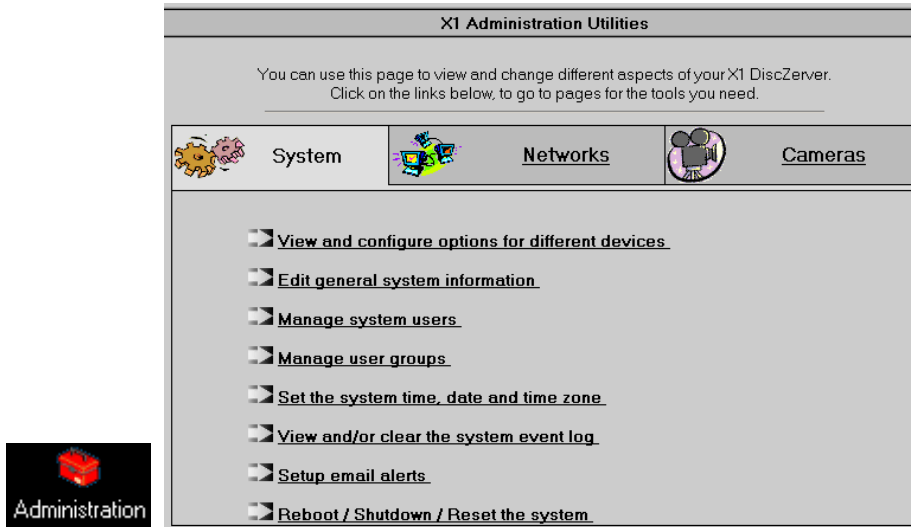 X1 Administration Utilities
You can use this page to view and change different aspects of your X1 DiscZerver.
Click on the links below, to go to pages for the tools you need.
System Networks Cameras
View and configure options for different devices
Edit general system information
Manage system users
Manage user groups
Set the system time, date and time zone
View and/or clear the system event log
Setup email alerts
Reboot / Shutdown / Reset the system
Administration